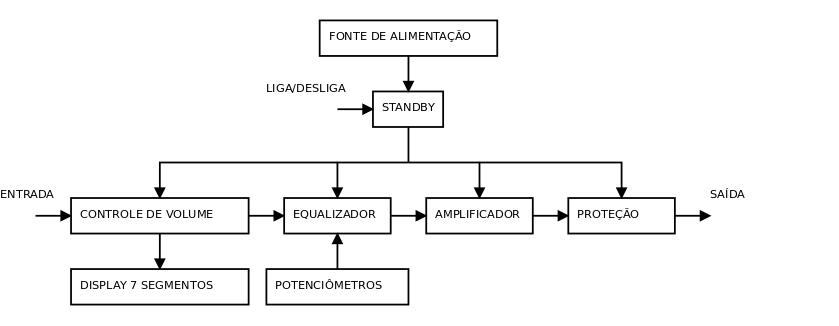 FONTE DE ALIMENTAÇÃO
LIGA/DESLIGA
STANDBY
ENTRADA
SAÍDA
CONTROLE DE VOLUME
EQUALIZADOR
AMPLIFICADOR
PROTEÇÃO
DISPLAY 7 SEGMENTOS
POTENCIÔMETROS